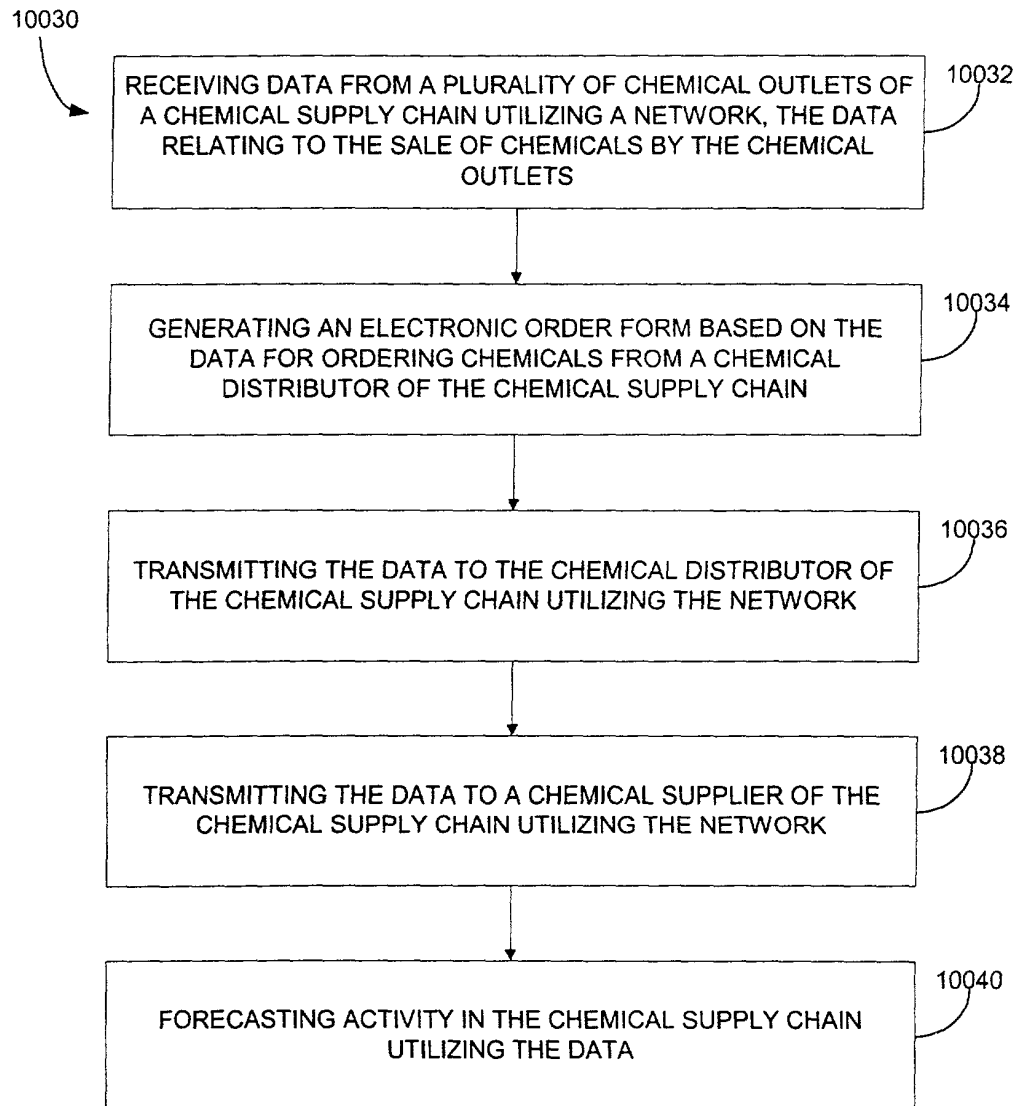 10030
RECEIVING DATA FROM A PLURALITY OF CHEMICAL OUTLETS OF
A CHEMICAL SUPPLY CHAIN UTILIZING A NETWORK, THE DATA
RELATING TO THE SALE OF CHEMICALS BY THE CHEMICAL
OUTLETS
10032
GENERATING AN ELECTRONIC ORDER FORM BASED ON THE
DATA FOR ORDERING CHEMICALS FROM A CHEMICAL
DISTRIBUTOR OF THE CHEMICAL SUPPLY CHAIN
10034
TRANSMITTING THE DATA TO THE CHEMICAL DISTRIBUTOR OF
THE CHEMICAL SUPPLY CHAIN UTILIZING THE NETWORK
10036
TRANSMITTING THE DATA TO A CHEMICAL SUPPLIER OF THE
CHEMICAL SUPPLY CHAIN UTILIZING THE NETWORK
10038
FORECASTING ACTIVITY IN THE CHEMICAL SUPPLY CHAIN
UTILIZING THE DATA
10040